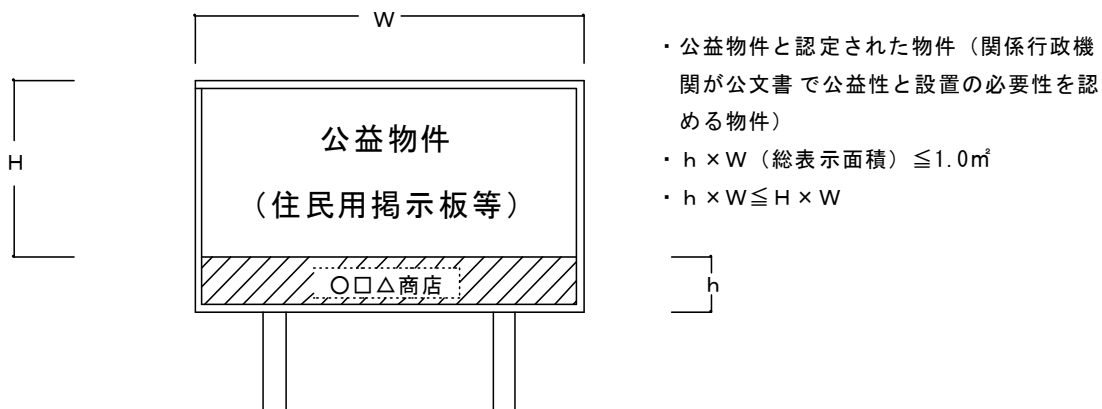 W
H
公益物件
(住民用掲示板等)
○□△商店
h
・公益物件と認定された物件（関係行政機
関が公文書 で公益性と設置の必要性を認
める物件）
・ｈ×Ｗ（総表示面積）≦1.0㎡
・ｈ×Ｗ≦Ｈ×Ｗ